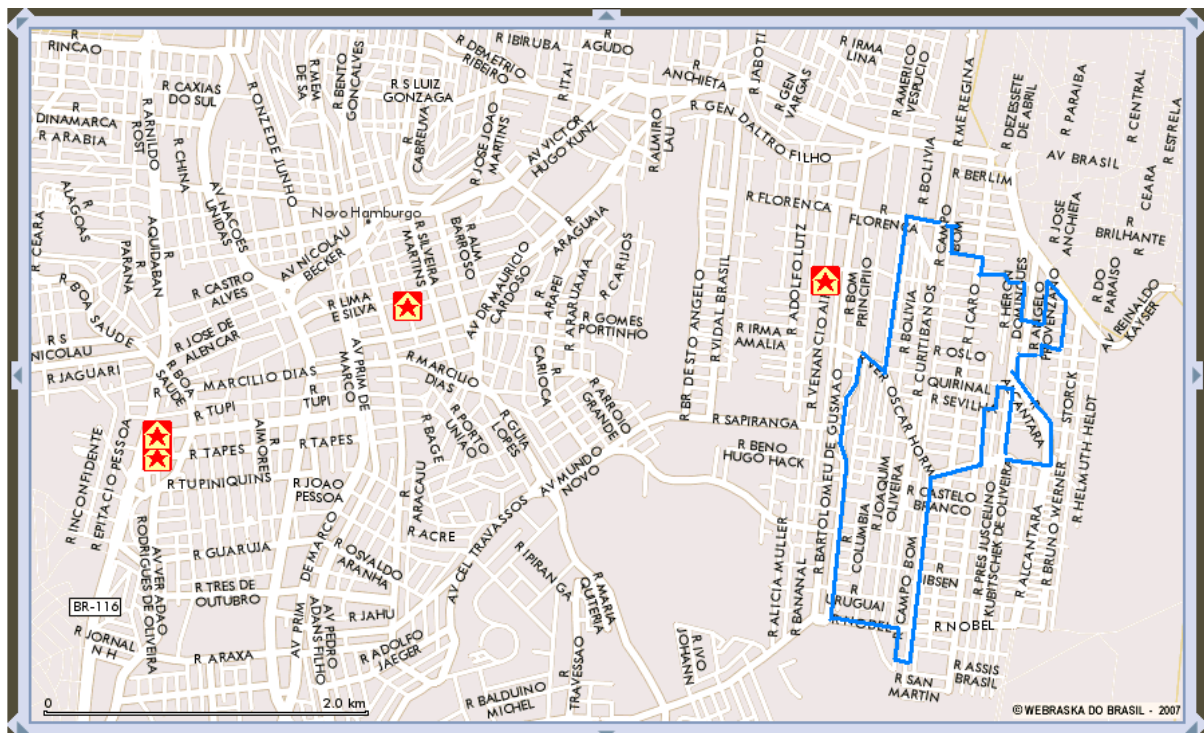 R
RINCAO
R CAXIAS
DO SUL
R
DINAMARCA
R ARABIA
R ARNILDO
ROST
R
CHINA
R ONZE DE JUNHO
R MEM
DE SA
R BENTO
GONCALVES
R S LUIZ
GONZAGA
R
CABREUVA
R DEMETRIO
RIBEIRO
R IBIRUBA
R
AGUDO
R ITAI
R JOSE JOAO
MARTINS
AV VICTOR
HUGO KUNZ
R
ANCHIETA
R JABOTI
R GEN
VARGAS
R IRMA
LINA
R AMERICO
VESPUCIO
R GEN DALTRO FILHO
R ALMIRO
LAU
R MEREGINA
R DEZESSETE
DE ABRIL
R PARAIBA
R CENTRAL
R ESTRELA
AV BRASIL
R BERLIM
R BOLIVIA
R FLORENCA
R
FLORENCA
R CAMPO
BOM
R JOSE
ANCHIETA
R
CEARA
R
BRILHANTE
R DO
PARAISO
AV REINALDO
KAYSER
R
ALAGOAS
R CEARA
PARANA
R
AQUIDABAN
AV NACOES
UNIDAS
Novo Hamburgo
AV NICOLAU
BECKER
R CASTRO
ALVES
R BOA SAUDE
R JOSE DE
ALENCAR
R SILVEIRA
MARTINS
R ALIM
BARROSO
R LIMA
E SILVA
AV DR MAURICIO
CARDOSO
R
ARAGUAIA
R ARAPEI
R ARARUAMA
R CARIJOS
R GOMES
PORTINHO
R BR DE STO ANGELO
R VIDAL BRASIL
R IRMA
AMALIA
R ADOLFO LUTZ
R VENANCIO AIRES
R BOM
PRINCIPIO
R BOLIVIA
R CURITIBANOS
R ICARO
R HERON
DOMINGUES
R ANGELO
PROVENZANO
R OSLO
R
QUIRINAL
R SEVILHA
R VER OSCAR HORN
R ALCANTARA
STORCK
R HELMUTH HELDT
R S
NICOLAU
R JAGUARI
R BOA
SAUDE
MARCILIO DIAS
R TUPI
R
TUPI
AV PRIM DE
MARCO
R MARCILIO
DIAS
R
CARIOCA
R ARROIO
GRANDE
R GUIA
LOPES
R PORTO
UNIAO
R BAGE
R SAPIRANGA
R BENO
HUGO HACK
R BARTOLOMEU DE GUSMAO
R INCONFIDENTE
R EPITACIO PESSOA
R TAPES
R
AIMORES
R TAPES
R TUPINIQUINS
R JOAO
PESSOA
R ARACAJU
R ACRE
AV MUNDO
NOVO
AV CEL TRAVASSOS
R JOAQUIM
OLIVEIRA
R CASTELO
BRANCO
R
COLUMBIA
R CAMPO BOM
R
IBSEN
R PRES JUSCELINO
KUBITSCHEK DE OLIVEIRA
R ALCANTARA
R BRUNO WERNER
R GUARUJA
R TRES DE
OUTUBRO
R OSVALDO
ARANHA
R IPIRANGA
R MARIA
QUITERIA
R ALICIA MULLER
R BANANAL
R
URUGUAI
R NOBEL
R NOBEL
BR-116
R JORNAL
N H
AV VER ADAO
RODRIGUES DE OLIVEIRA
R ARAXA
AV PRIM
DE MARCO
AV PEDRO
ADAMS FILHO
R JAHU
R ADOLFO
JAEGER
R BALDUINO
MICHEL
R
TRAVESSAO
R IVO
JOHANN
R SAN
MARTIN
R ASSIS
BRASIL
0
2.0 km
© WEBRASKA DO BRASIL - 2007